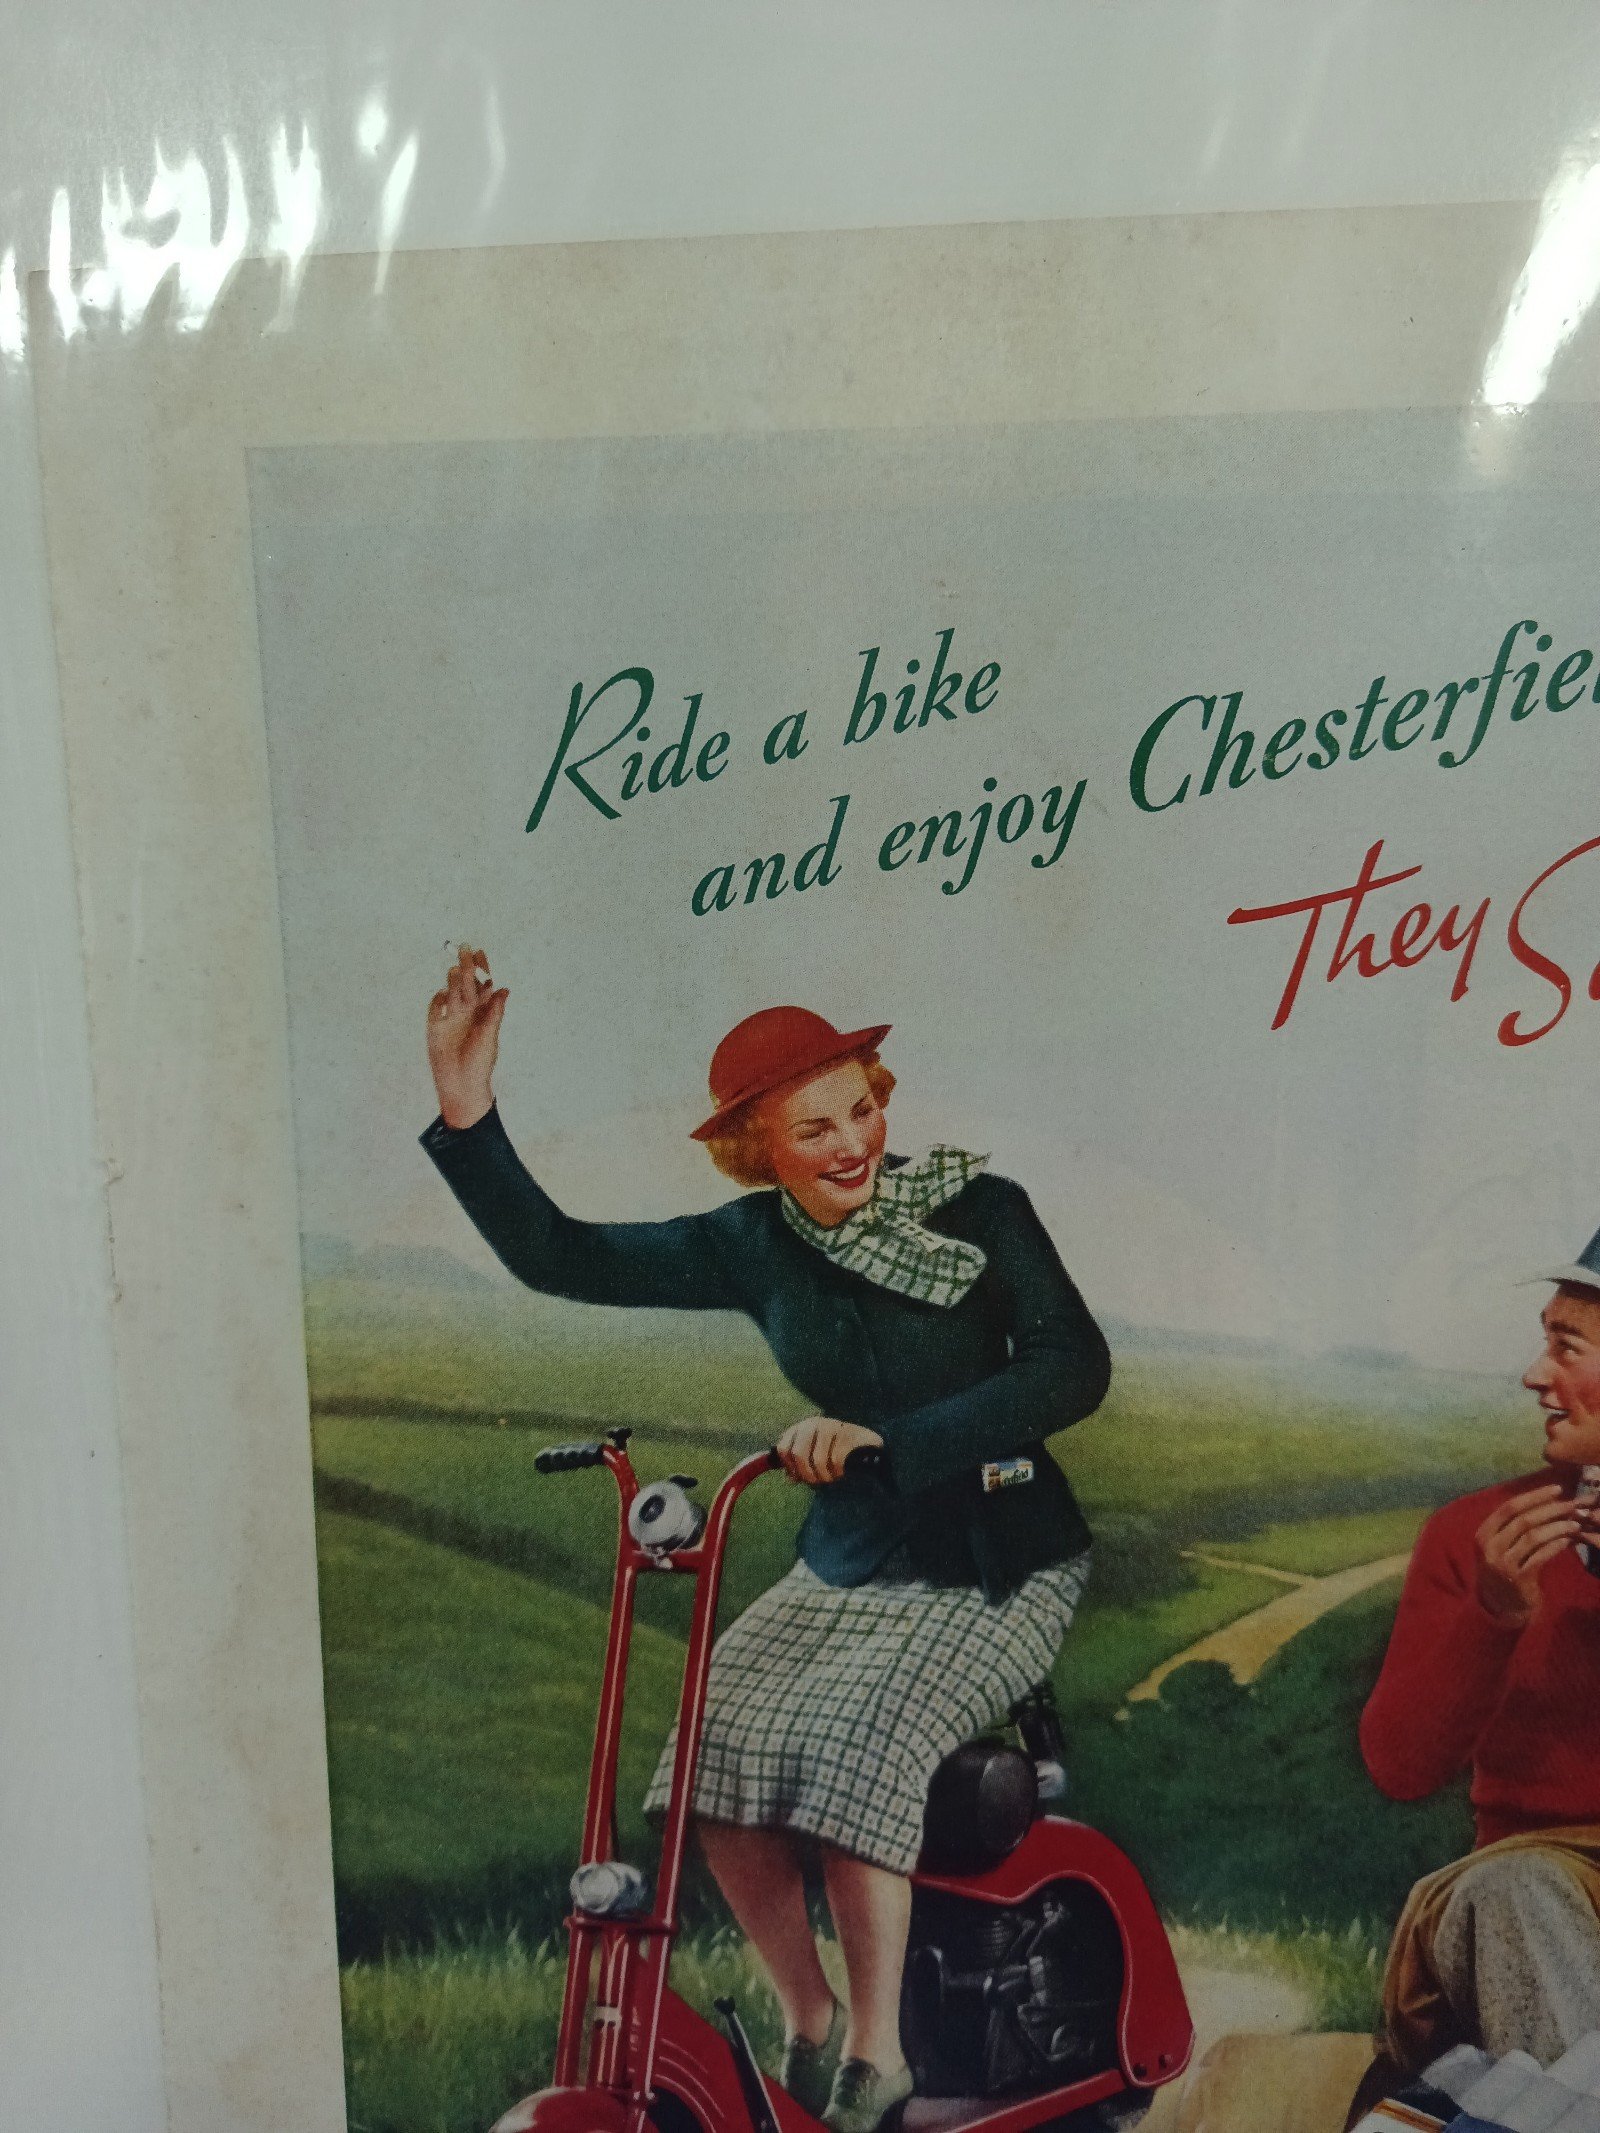 Ride a bike
and enjoy Chesterfie
They